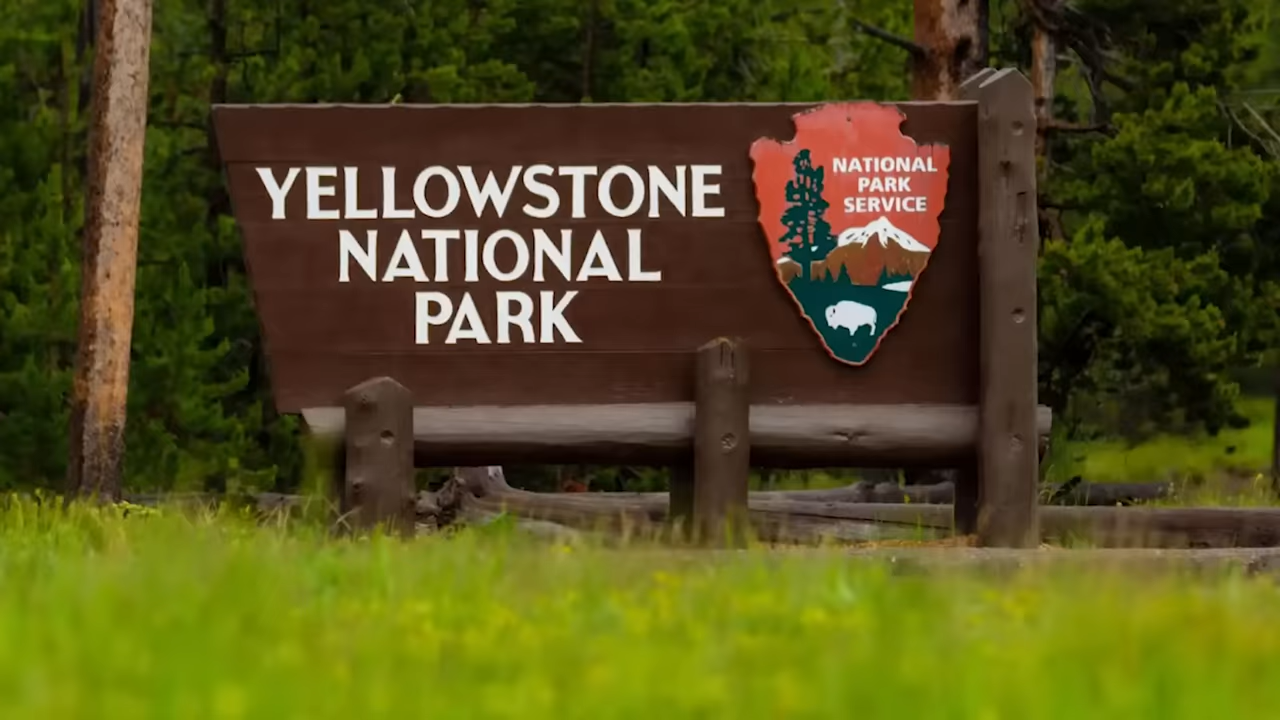 YELLOWSTONE
NATIONAL
PARK
NATIONAL
PARK
SERVICE